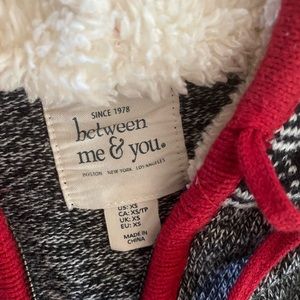 SINCE 1978
between
me & you.
BOSTON NEW YORK LOS ANGELES
US: XS
CA: XS/TP
UK: XS
EU: XS
MADE IN
CHINA